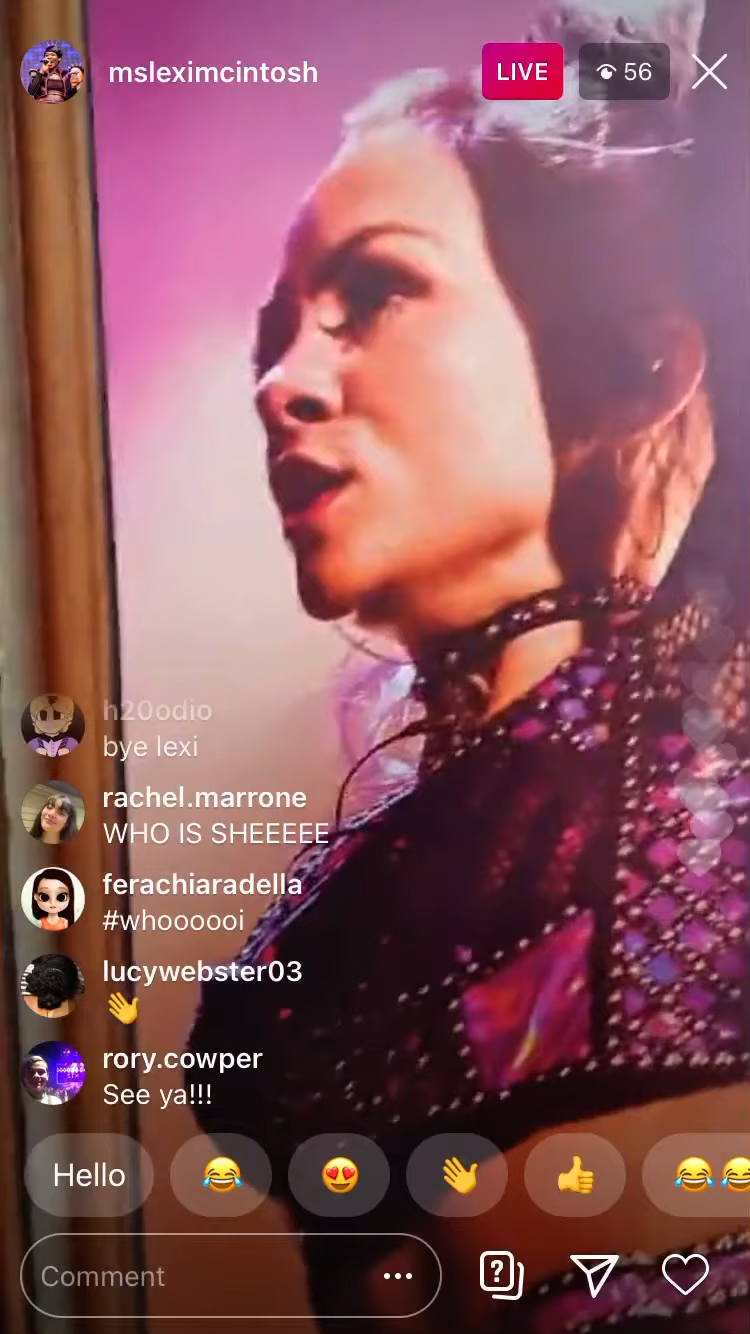 msleximcintosh
LIVE
56
h20odio
bye lexi
rachel.marrone
WHO IS SHEEEEE
ferachiaradella
#whoooooi
lucywebster03
👋
rory.cowper
See ya!!!
Hello 😂 😍 👋 👍 😂😂
Comment